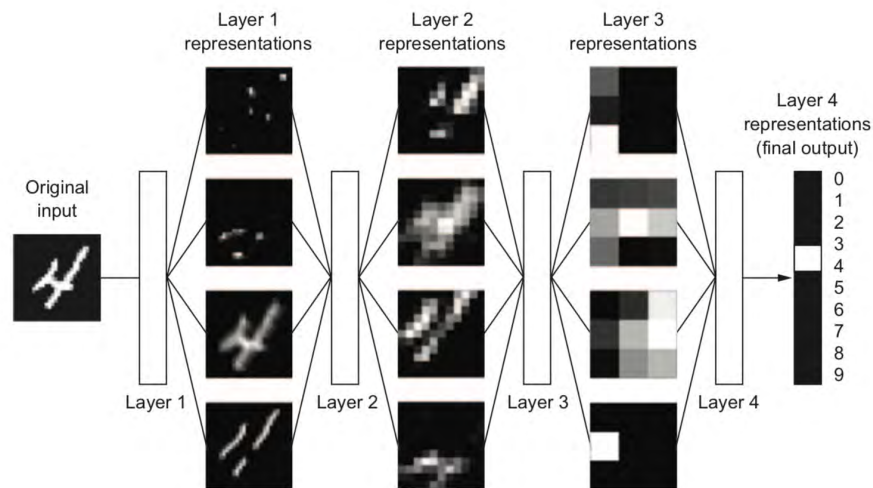 Layer 1
representations
Layer 2
representations
Layer 3
representations
Layer 4
representations
(final output)
Original
input
0
1
2
3
4
5
6
7
8
9
Layer 1
Layer 2
Layer 3
Layer 4